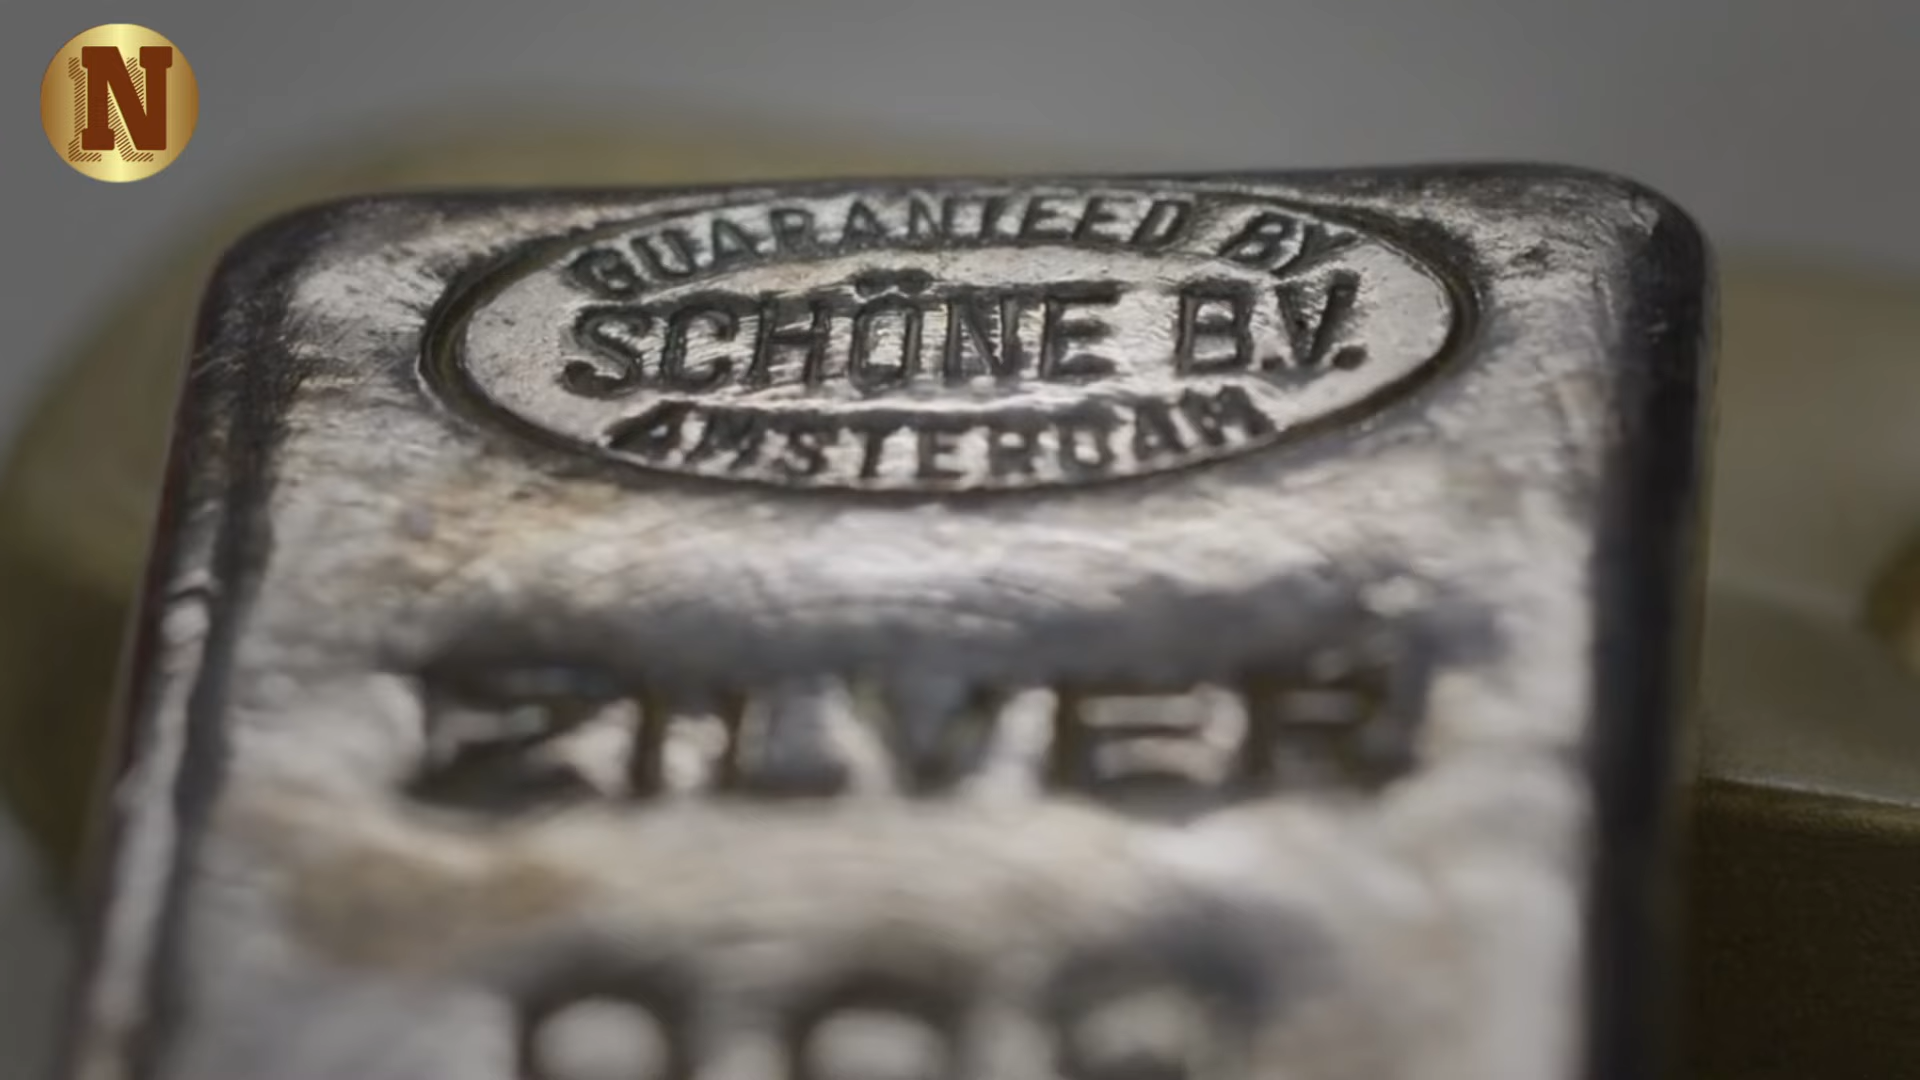 N
GUARANTEED BY
SCHÖNE B.V.
AMSTERDAM
ZILVER